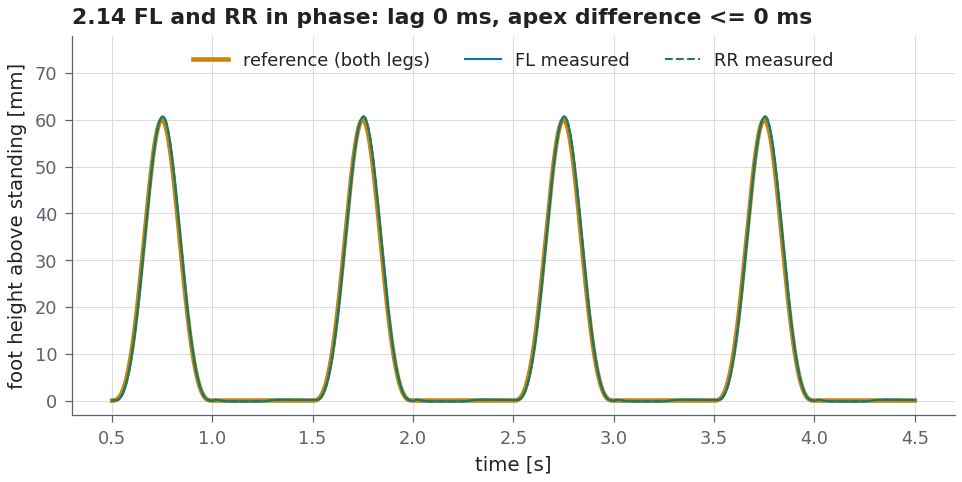 2.14 FL and RR in phase: lag 0 ms, apex difference <= 0 ms
reference (both legs) FL measured RR measured
foot height above standing [mm]
70
60
50
40
30
20
10
0
0.5 1.0 1.5 2.0 2.5 3.0 3.5 4.0 4.5
time [s]